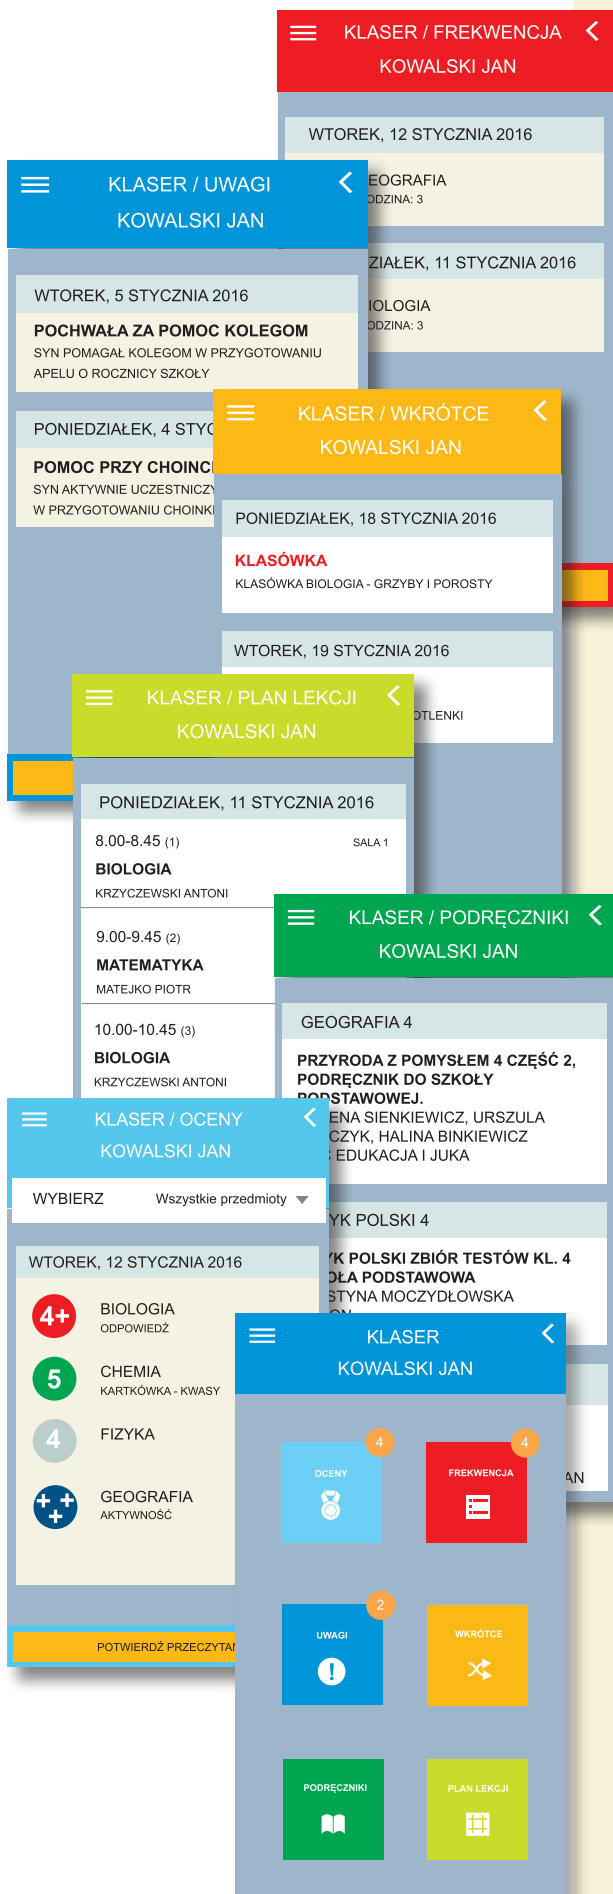 KLASER / FREKWENCJA
KOWALSKI JAN
WTOREK, 12 STYCZNIA 2016
EOGRAFIA
ODZINA: 3
ZIAŁEK, 11 STYCZNIA 2016
IOLOGIA
ODZINA: 3
KLASER / UWAGI
KOWALSKI JAN
WTOREK, 5 STYCZNIA 2016
POCHWAŁA ZA POMOC KOLEGOM
SYN POMAGAŁ KOLEGOM W PRZYGOTOWANIU
APELU O ROCZNICY SZKOŁY
PONIEDZIAŁEK, 4 STYC
POMOC PRZY CHOINC
SYN AKTYWNIE UCZESTNICZY
W PRZYGOTOWANIU CHOINK
KLASER / WKRÓTCE
KOWALSKI JAN
PONIEDZIAŁEK, 18 STYCZNIA 2016
KLASÓWKA
KLASÓWKA BIOLOGIA - GRZYBY I POROSTY
WTOREK, 19 STYCZNIA 2016
OTLENKI
KLASER / PLAN LEKCJI
KOWALSKI JAN
PONIEDZIAŁEK, 11 STYCZNIA 2016
8.00-8.45 (1) SALA 1
BIOLOGIA
KRZYCZEWSKI ANTONI
9.00-9.45 (2)
MATEMATYKA
MATEJKO PIOTR
10.00-10.45 (3)
BIOLOGIA
KRZYCZEWSKI ANTONI
KLASER / PODRĘCZNIKI
KOWALSKI JAN
GEOGRAFIA 4
PRZYRODA Z POMYSŁEM 4 CZĘŚĆ 2,
PODRĘCZNIK DO SZKOŁY
PODSTAWOWEJ.
ENA SIENKIEWICZ, URSZULA
CZYK, HALINA BINKIEWICZ
EDUKACJA I JUKA
YK POLSKI 4
YK POLSKI ZBIÓR TESTÓW KL. 4
OŁA PODSTAWOWA
STYNA MOCZYDŁOWSKA
AN
KLASER / OCENY
KOWALSKI JAN
WYBIERZ Wszystkie przedmioty
WTOREK, 12 STYCZNIA 2016
4+ BIOLOGIA
ODPOWIEDŹ
5 CHEMIA
KARTKÓWKA - KWASY
4 FIZYKA
+++ GEOGRAFIA
AKTYWNOŚĆ
POTWIERDŹ PRZECZYTAN
KLASER
KOWALSKI JAN
4 4
OCENY FREKWENCJA
2
UWAGI WKRÓTCE
PODRĘCZNIKI PLAN LEKCJI